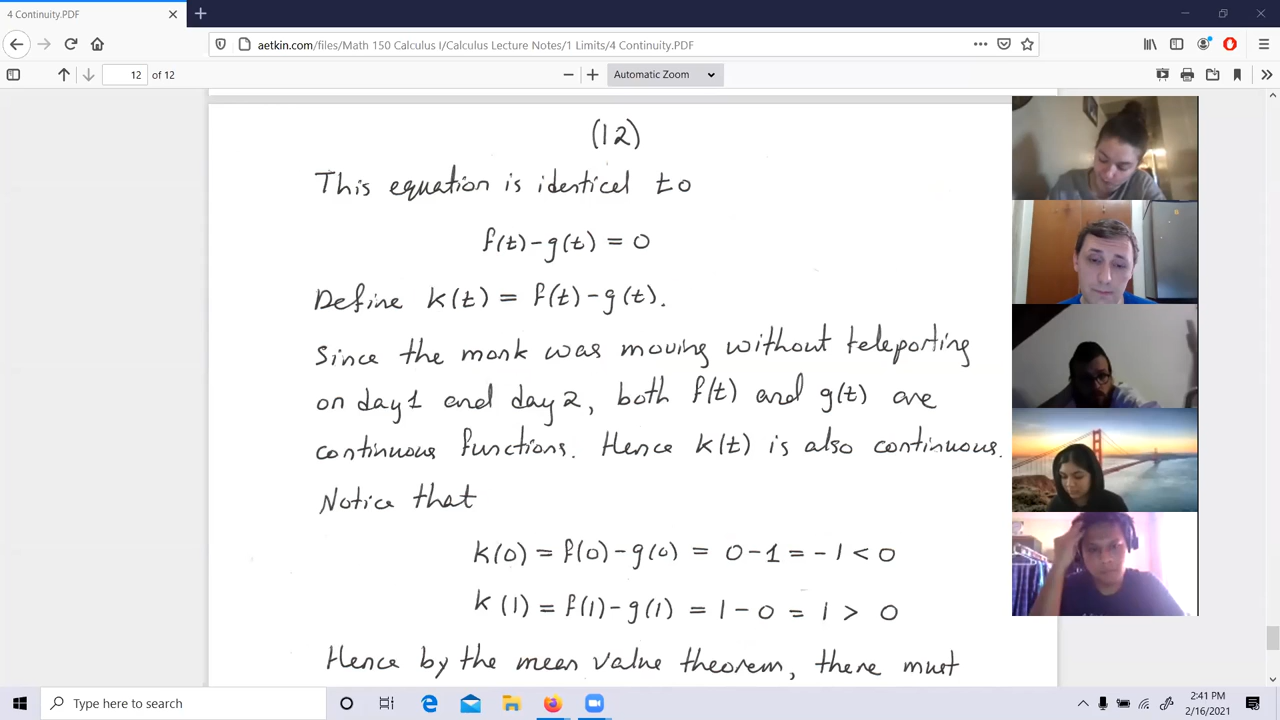 4 Continuity.PDF
aetkin.com/files/Math 150 Calculus I/Calculus Lecture Notes/1 Limits/4 Continuity.PDF
12 of 12
Automatic Zoom
(12)
This equation is identical to
f(t)-g(t) = 0
Define k(t) = f(t)-g(t).
Since the monk was moving without teleporting
on day 1 and day 2, both f(t) and g(t) are
continuous functions. Hence k(t) is also continuous.
Notice that
k(0) = f(0)-g(0) = 0-1 = -1 < 0
k(1) = f(1)-g(1) = 1-0 = 1 > 0
Hence by the mean value theorem, there must
Type here to search
2:41 PM
2/16/2021